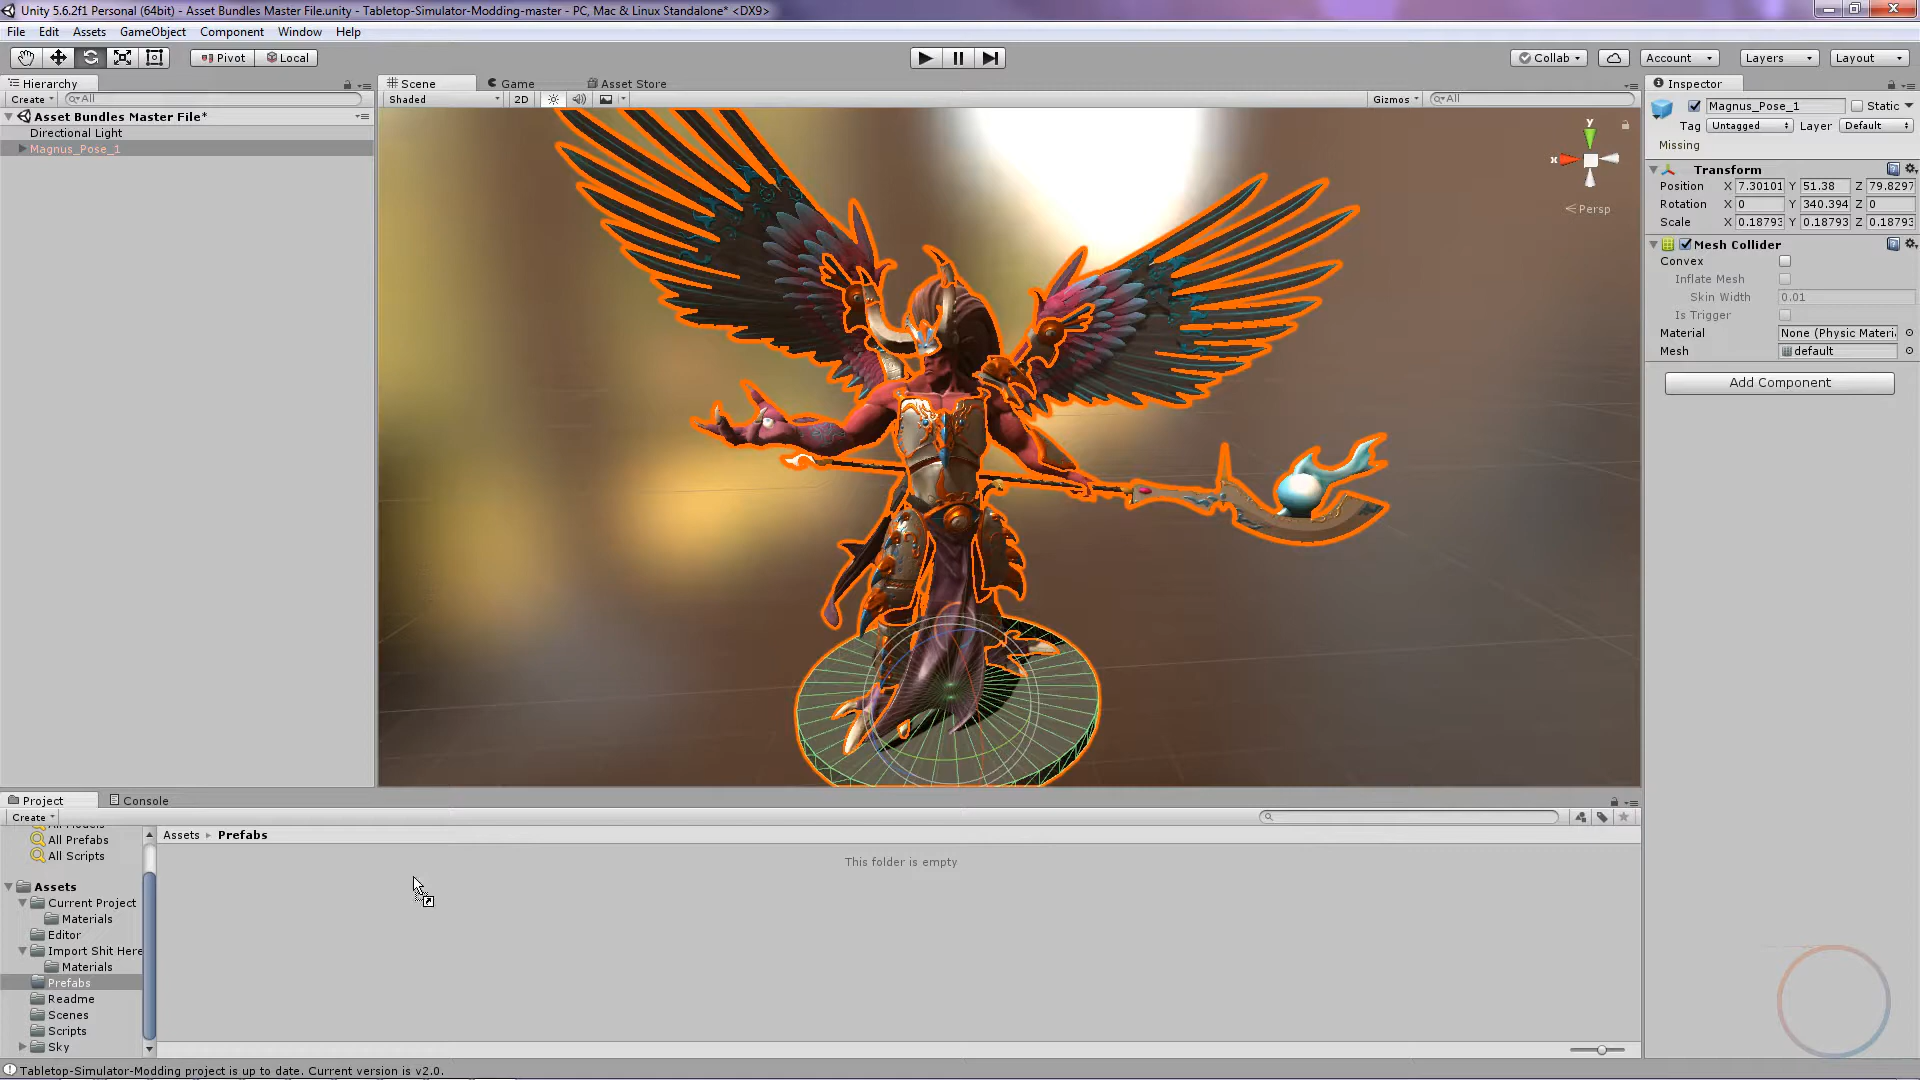 Unity 5.6.2f1 Personal (64bit) - Asset Bundles Master File.unity - Tabletop-Simulator-Modding-master - PC, Mac & Linux Standalone* <DX9>
File Edit Assets GameObject Component Window Help
Pivot Local Collab Account Layers Layout
Hierarchy Scene Game Asset Store Inspector
Create All Shaded 2D Gizmos All
Magnus_Pose_1 Static
Asset Bundles Master File*
Tag Untagged Layer Default
Directional Light
Magnus_Pose_1
Missing
Transform
Position X 7.30101 Y 51.38 Z 79.8297
Rotation X 0 Y 340.394 Z 0
Scale X 0.18793 Y 0.18793 Z 0.18793
y
x
Persp
Mesh Collider
Convex
Inflate Mesh
Skin Width 0.01
Is Trigger
Material None (Physic Materi
Mesh default
Add Component
Project Console
Create
All Prefabs
All Scripts
Assets
Current Project
Materials
Editor
Import Shit Here
Materials
Prefabs
Readme
Scenes
Scripts
Sky
Assets Prefabs
This folder is empty
Tabletop-Simulator-Modding project is up to date. Current version is v2.0.